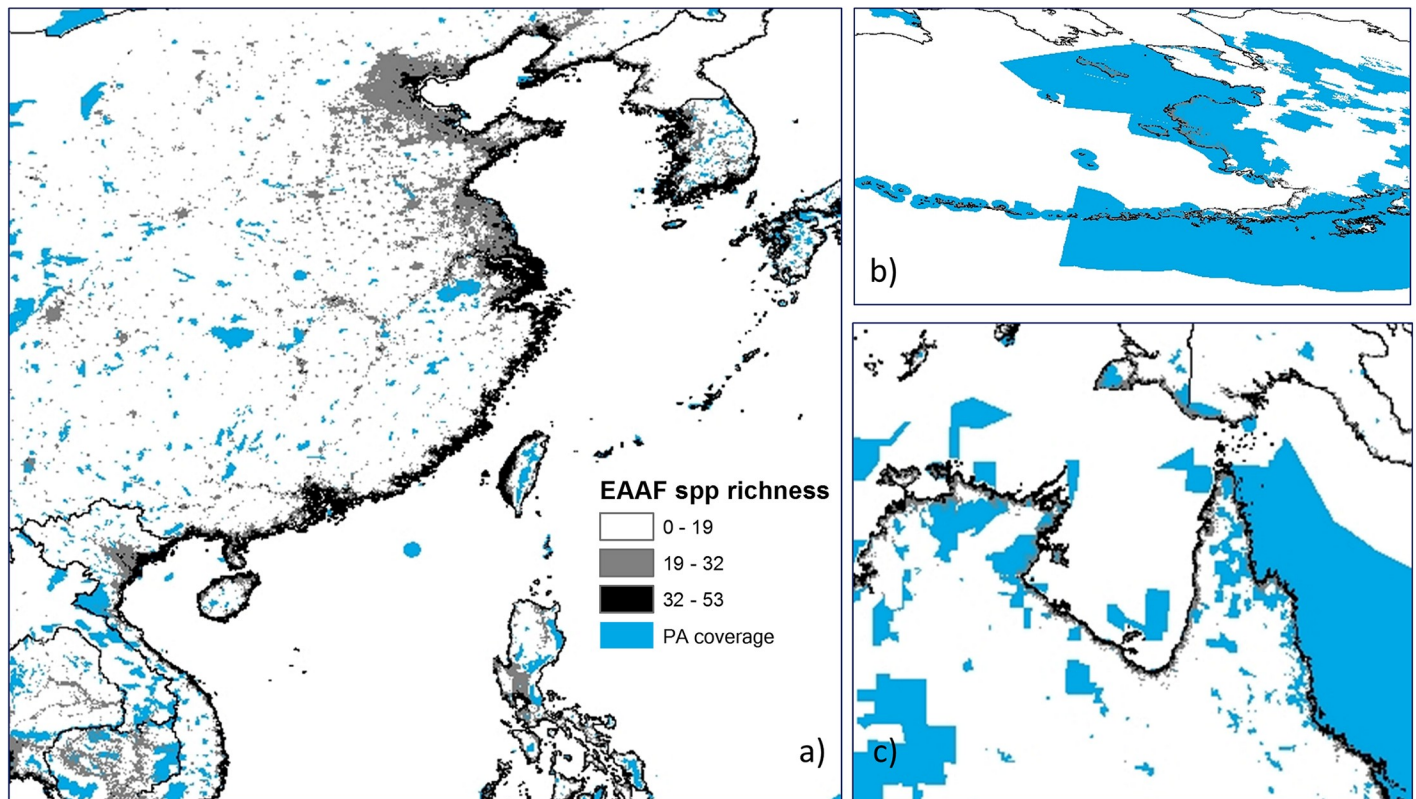 b)
EAAF spp richness
0 - 19
19 - 32
32 - 53
PA coverage
a)
c)